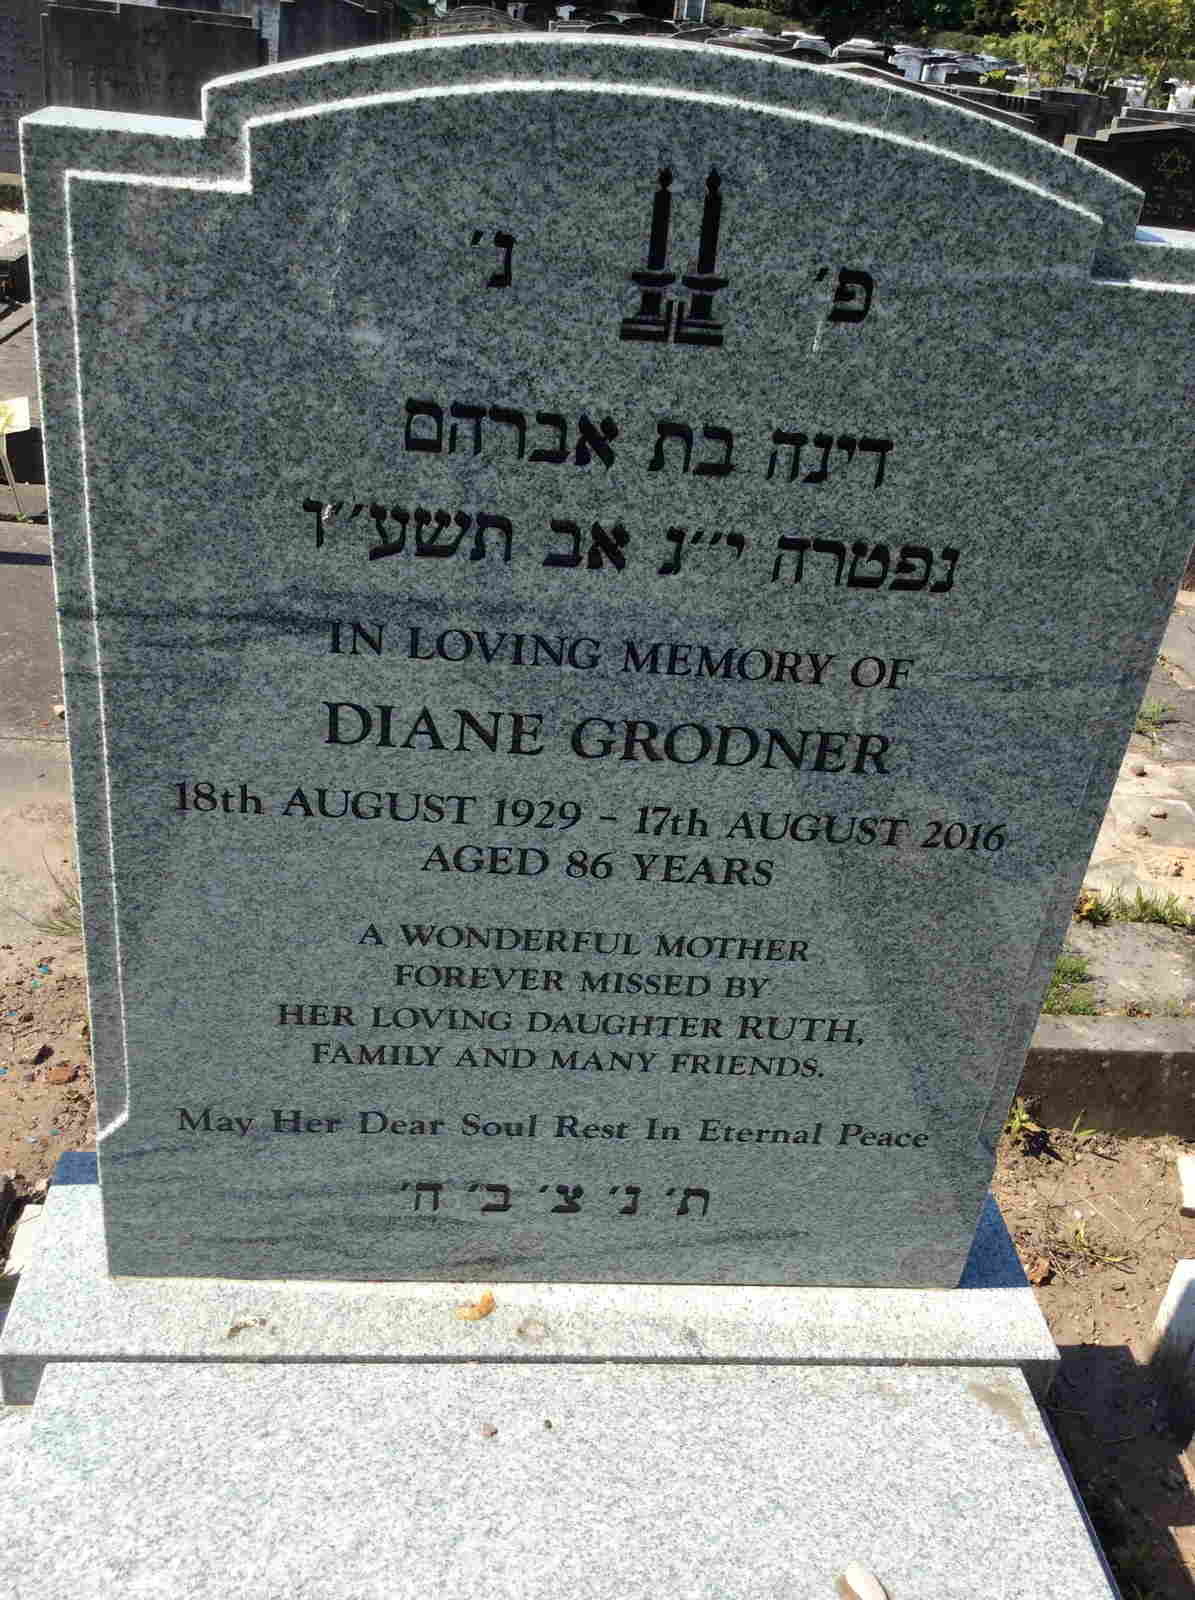 פ׳ נ׳
דינה בת אברהם
נפטרה י״ג אב תשע״ו
IN LOVING MEMORY OF
DIANE GRODNER
18th AUGUST 1929 - 17th AUGUST 2016
AGED 86 YEARS
A WONDERFUL MOTHER
FOREVER MISSED BY
HER LOVING DAUGHTER RUTH,
FAMILY AND MANY FRIENDS.
May Her Dear Soul Rest In Eternal Peace
ת׳ נ׳ צ׳ ב׳ ה׳